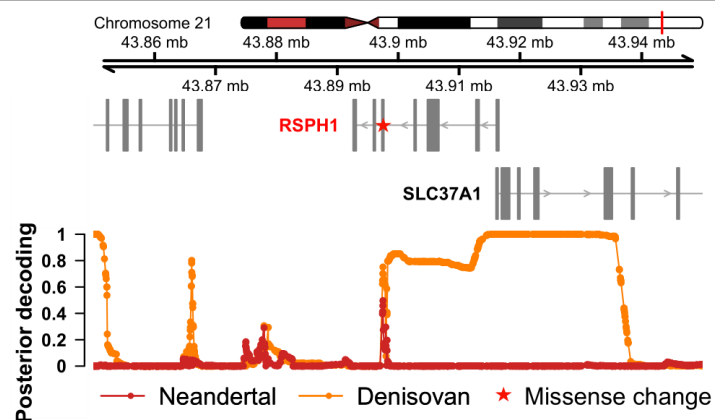 Chromosome 21
43.86 mb 43.88 mb 43.9 mb 43.92 mb 43.94 mb
43.87 mb 43.89 mb 43.91 mb 43.93 mb
RSPH1
SLC37A1
Posterior decoding
1
0.8
0.6
0.4
0.2
0
Neandertal Denisovan Missense change